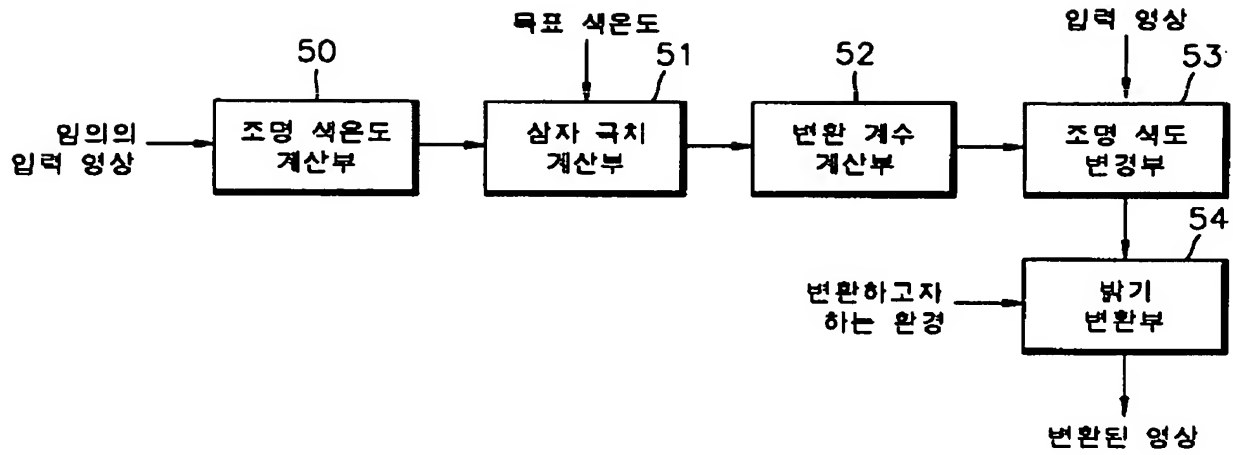 목표 색온도
입력 영상
50
51
52
53
임의의
입력 영상
조명 색온도
계산부
삼자 극치
계산부
변환 계수
계산부
조명 색도
변경부
54
변환하고자
하는 환경
밝기
변환부
변환된 영상